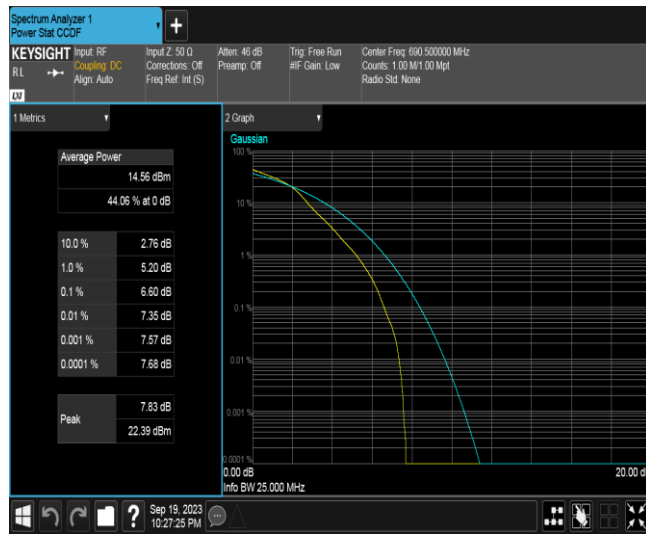 Spectrum Analyzer 1
Power Stat CCDF
KEYSIGHT
RL
LXI
Input: RF
Coupling: DC
Align: Auto
Input Z: 50 Ω
Corrections: Off
Freq Ref: Int (S)
Atten: 46 dB
Preamp: Off
Trig: Free Run
#IF Gain: Low
Center Freq: 690.500000 MHz
Counts: 1.00 M/1.00 Mpt
Radio Std: None
1 Metrics
Average Power
14.56 dBm
44.06 % at 0 dB
10.0 % 2.76 dB
1.0 % 5.20 dB
0.1 % 6.60 dB
0.01 % 7.35 dB
0.001 % 7.57 dB
0.0001 % 7.68 dB
Peak
7.83 dB
22.39 dBm
2 Graph
Gaussian
100 %
10 %
1 %
0.1 %
0.01 %
0.001 %
0.0001 %
0.00 dB
20.00 d
Info BW 25.000 MHz
Sep 19, 2023
10:27:25 PM